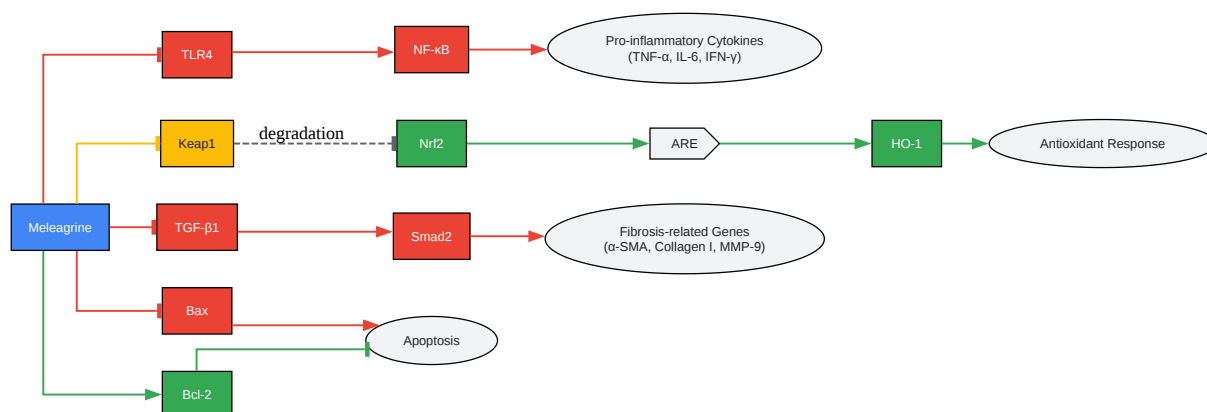 TLR4
NF-κB
Pro-inflammatory Cytokines
(TNF-α, IL-6, IFN-γ)
Keap1
degradation
Nrf2
ARE
HO-1
Antioxidant Response
Meleagrine
TGF-β1
Smad2
Fibrosis-related Genes
(α-SMA, Collagen I, MMP-9)
Bax
Apoptosis
Bcl-2